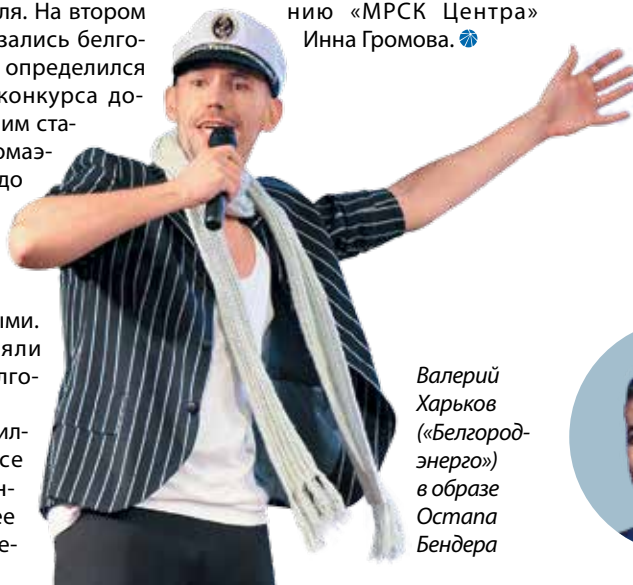 ля. На втором
зались белго-
определился
конкурса до-
им ста-
омаэ-
до
ыми.
яли
лго-
ил-
се
н-
ее
е-
нию «МРСК Центра»
Инна Громова.
Валерий
Харьков
(«Белгород-
энерго»)
в образе
Остапа
Бендера